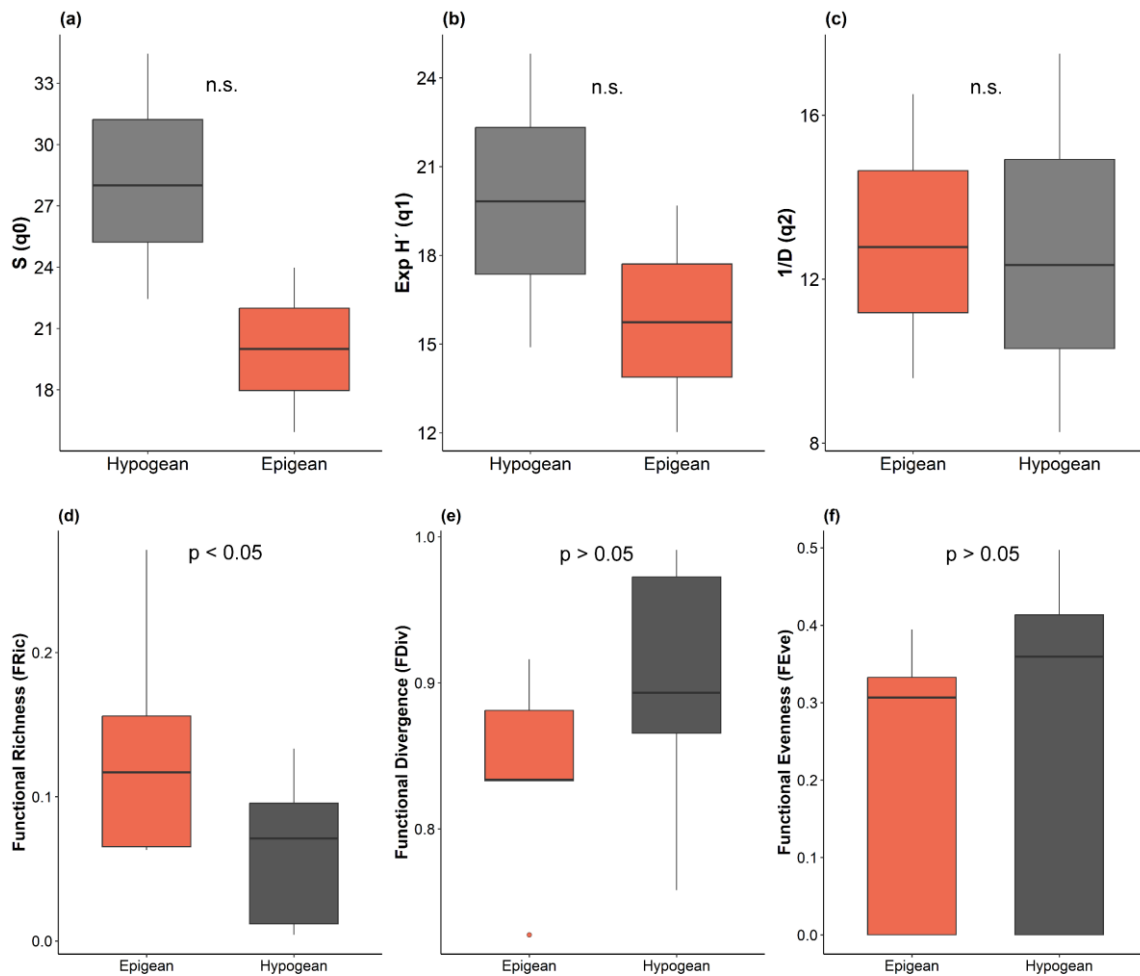 (a)
n.s.
S (q0)
33
30
27
24
21
18
Hypogean
Epigean
(b)
n.s.
Exp H´ (q1)
24
21
18
15
12
Hypogean
Epigean
(c)
n.s.
1/D (q2)
16
12
8
Epigean
Hypogean
(d)
p < 0.05
Functional Richness (FRic)
0.2
0.1
0.0
Epigean
Hypogean
(e)
p > 0.05
Functional Divergence (FDiv)
1.0
0.9
0.8
Epigean
Hypogean
(f)
p > 0.05
Functional Evenness (FEve)
0.5
0.4
0.3
0.2
0.1
0.0
Epigean
Hypogean